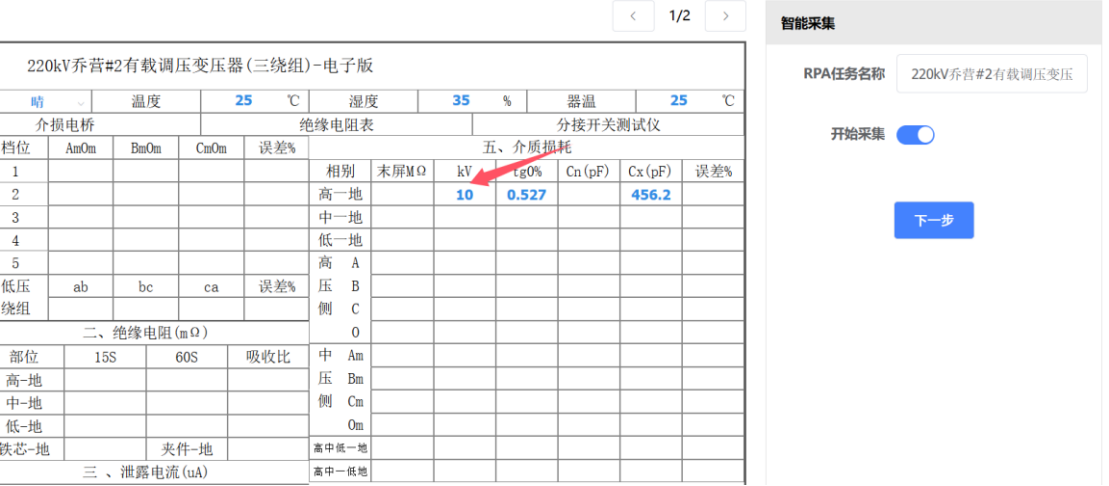 1/2
智能采集
220kV乔营#2有载调压变压器(三绕组)-电子版
RPA任务名称 220kV乔营#2有载调压变压
开始采集
下一步
晴 温度 25 ℃ 湿度 35 % 器温 25 ℃
介损电桥 绝缘电阻表 分接开关测试仪
档位 AmOm BmOm CmOm 误差% 五、介质损耗
1 相别 末屏MΩ kV tgO% Cn(pF) Cx(pF) 误差%
2 高一地 10 0.527 456.2
3 中一地
4 低一地
5 高 A
低压 ab bc ca 误差% 压 B
绕组 侧 C
O
二、绝缘电阻(mΩ)
部位 15S 60S 吸收比 中 Am
高-地 压 Bm
中-地 侧 Cm
低-地 Om
铁芯-地 夹件-地 高中低一地
三、泄露电流(uA) 高中一低地